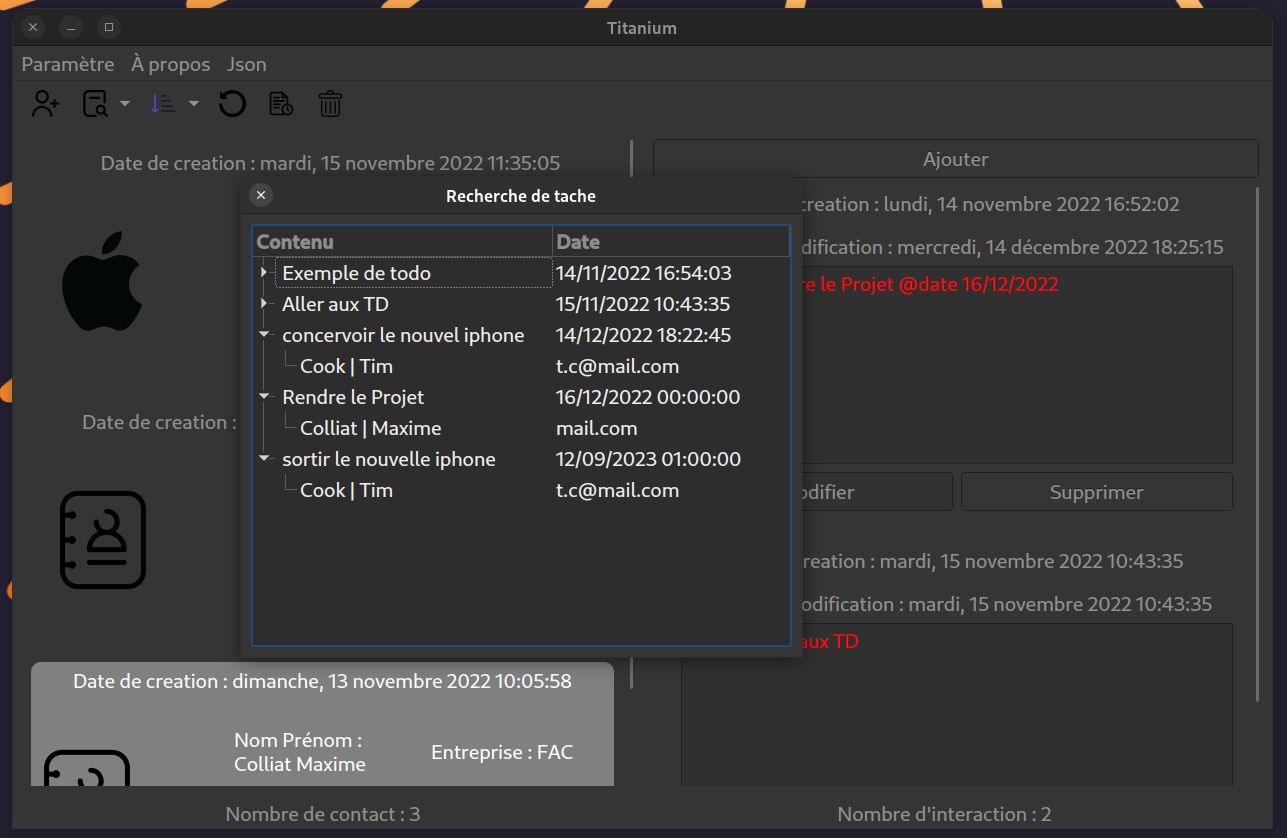 Titanium
Paramètre À propos Json
Date de creation : mardi, 15 novembre 2022 11:35:05
Ajouter
Recherche de tache
creation : lundi, 14 novembre 2022 16:52:02
dification : mercredi, 14 décembre 2022 18:25:15
re le Projet @date 16/12/2022
Contenu Date
Exemple de todo 14/11/2022 16:54:03
Aller aux TD 15/11/2022 10:43:35
concervoir le nouvel iphone 14/12/2022 18:22:45
Cook | Tim t.c@mail.com
Rendre le Projet 16/12/2022 00:00:00
Colliat | Maxime mail.com
sortir le nouvelle iphone 12/09/2023 01:00:00
Cook | Tim t.c@mail.com
Date de creation :
odifier Supprimer
reation : mardi, 15 novembre 2022 10:43:35
odification : mardi, 15 novembre 2022 10:43:35
aux TD
Date de creation : dimanche, 13 novembre 2022 10:05:58
Nom Prénom :
Colliat Maxime
Entreprise : FAC
Nombre de contact : 3
Nombre d'interaction : 2